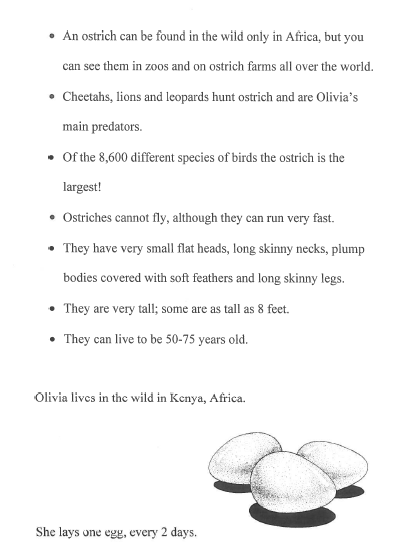 • An ostrich can be found in the wild only in Africa, but you
can see them in zoos and on ostrich farms all over the world.
• Cheetahs, lions and leopards hunt ostrich and are Olivia's
main predators.
• Of the 8,600 different species of birds the ostrich is the
largest!
• Ostriches cannot fly, although they can run very fast.
• They have very small flat heads, long skinny necks, plump
bodies covered with soft feathers and long skinny legs.
• They are very tall; some are as tall as 8 feet.
• They can live to be 50-75 years old.
Olivia lives in the wild in Kenya, Africa.
She lays one egg, every 2 days.